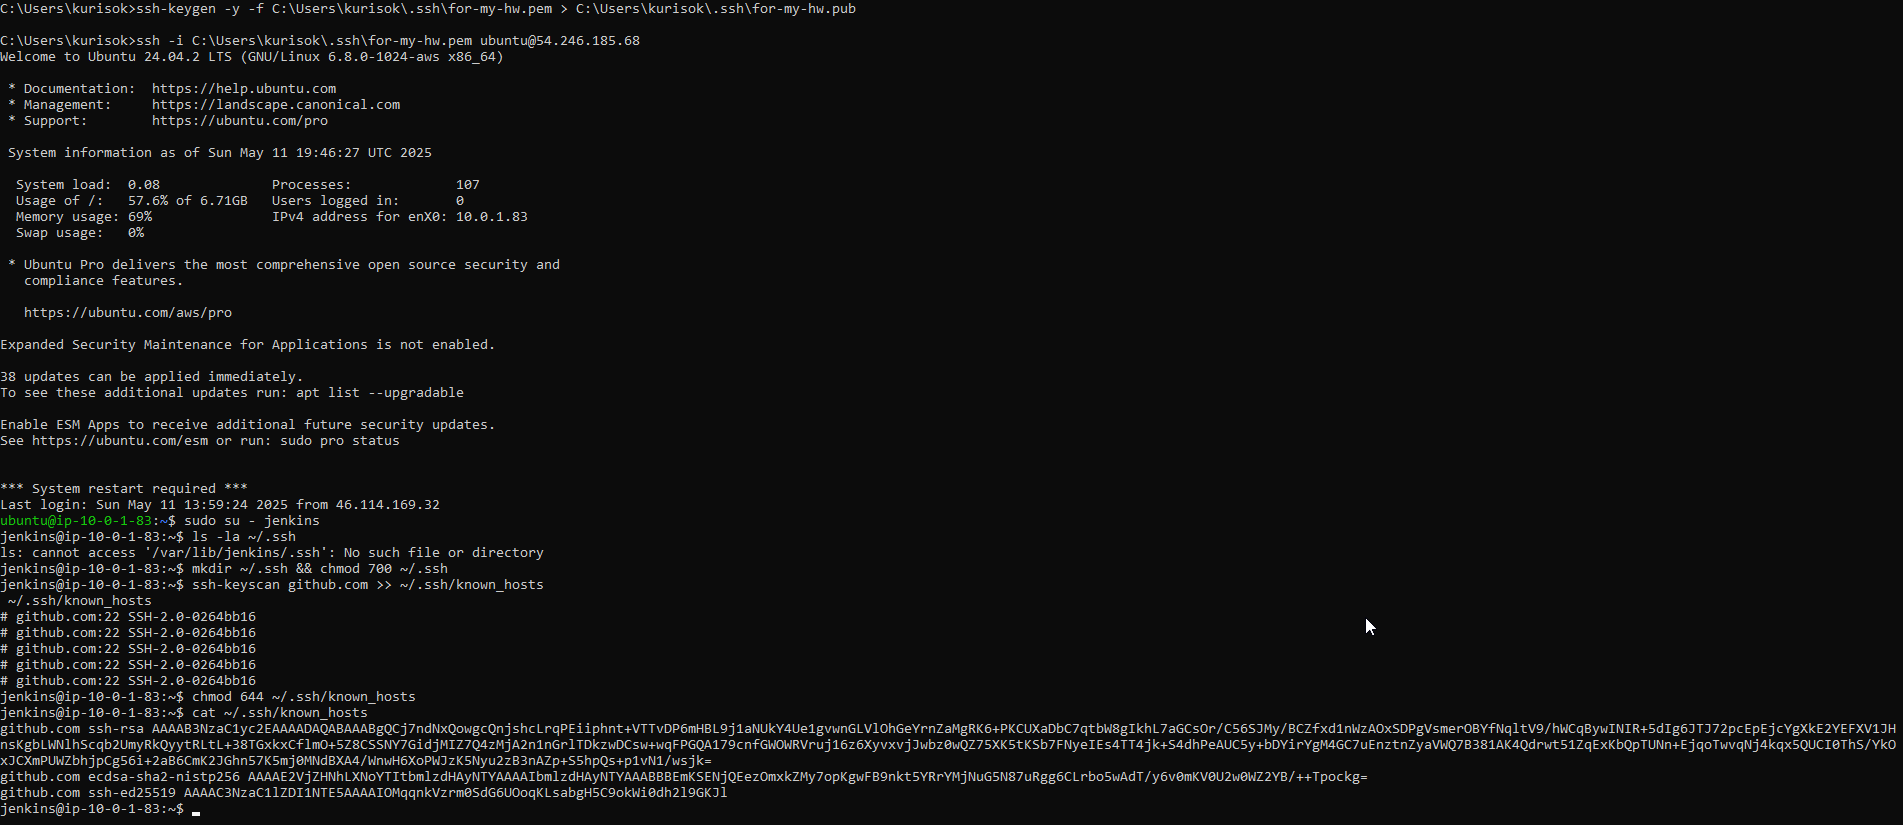 C:\Users\kurisok>ssh-keygen -y -f C:\Users\kurisok\.ssh\for-my-hw.pem > C:\Users\kurisok\.ssh\for-my-hw.pub
C:\Users\kurisok>ssh -i C:\Users\kurisok\.ssh\for-my-hw.pem ubuntu@54.246.185.68
Welcome to Ubuntu 24.04.2 LTS (GNU/Linux 6.8.0-1024-aws x86_64)
* Documentation:  https://help.ubuntu.com
* Management:     https://landscape.canonical.com
* Support:        https://ubuntu.com/pro
System information as of Sun May 11 19:46:27 UTC 2025
System load:  0.08               Processes:             107
Usage of /:   57.6% of 6.71GB   Users logged in:       0
Memory usage: 69%               IPv4 address for enX0: 10.0.1.83
Swap usage:   0%
* Ubuntu Pro delivers the most comprehensive open source security and
compliance features.
https://ubuntu.com/aws/pro
Expanded Security Maintenance for Applications is not enabled.
38 updates can be applied immediately.
To see these additional updates run: apt list --upgradable
Enable ESM Apps to receive additional future security updates.
See https://ubuntu.com/esm or run: sudo pro status
*** System restart required ***
Last login: Sun May 11 13:59:24 2025 from 46.114.169.32
ubuntu@ip-10-0-1-83:~$ sudo su - jenkins
jenkins@ip-10-0-1-83:~$ ls -la ~/.ssh
ls: cannot access '/var/lib/jenkins/.ssh': No such file or directory
jenkins@ip-10-0-1-83:~$ mkdir ~/.ssh && chmod 700 ~/.ssh
jenkins@ip-10-0-1-83:~$ ssh-keyscan github.com >> ~/.ssh/known_hosts
~/.ssh/known_hosts
# github.com:22 SSH-2.0-0264bb16
# github.com:22 SSH-2.0-0264bb16
# github.com:22 SSH-2.0-0264bb16
# github.com:22 SSH-2.0-0264bb16
# github.com:22 SSH-2.0-0264bb16
jenkins@ip-10-0-1-83:~$ chmod 644 ~/.ssh/known_hosts
jenkins@ip-10-0-1-83:~$ cat ~/.ssh/known_hosts
github.com ssh-rsa AAAAB3NzaC1yc2EAAAADAQABAAABgQCj7ndNxQowgcQnjshcLrqPEiiphnt+VTTvDP6mHBL9j1aNUkY4Ue1gvwnGLVlOhGeYrnZaMgRK6+PKCUXaDbC7qtbW8gIkhL7aGCsOr/C56SJMy/BCZfxd1nWzAOxSDPgVsmerOBYfNqltV9/hWCqBywINIR+5dIg6JTJ72pcEpEjcYgXkE2YEFXV1JH
nsKgbLWNlhScqb2UmyRkQyytRLtL+38TGxkxCflmO+5Z8CSSNY7GidjMIZ7Q4zMjA2n1nGrlTDkzwDCsw+wqFPGQA179cnfGWOWRVruj16z6XyvxvjJwbz0wQZ75XK5tKSb7FNyeIEs4TT4jk+S4dhPeAUC5y+bDYirYgM4GC7uEnztnZyaVWQ7B381AK4Qdrwt51ZqExKbQpTUNn+EjqoTwvqNj4kqx5QUCI0ThS/YkO
xJCXmPUWZbhjpCg56i+2aB6CmK2JGhn57K5mj0MNdBXA4/WnwH6XoPWJzK5Nyu2zB3nAZp+S5hpQs+p1vN1/wsjk=
github.com ecdsa-sha2-nistp256 AAAAE2VjZHNhLXNoYTItbmlzdHAyNTYAAAAIbmlzdHAyNTYAAABBBEmKSENjQEezOmxkZMy7opKgwFB9nkt5YRrYMjNuG5N87uRgg6CLrbo5wAdT/y6v0mKV0U2w0WZ2YB/++Tpockg=
github.com ssh-ed25519 AAAAC3NzaC1lZDI1NTE5AAAAIOMqqnkVzrm0SdG6UOoqKLsabgH5C9okWi0dh2l9GKJl
jenkins@ip-10-0-1-83:~$